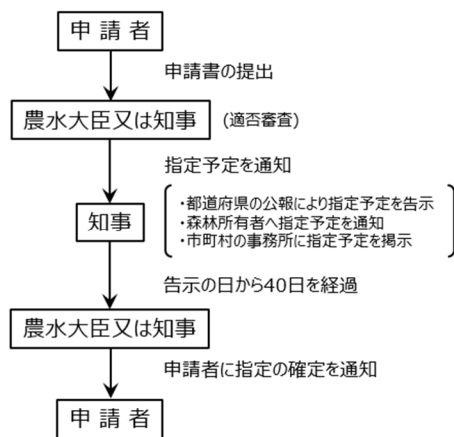 申 請 者
申請書の提出
農水大臣又は知事 (適否審査)
指定予定を通知
知事
・都道府県の公報により指定予定を告示
・森林所有者へ指定予定を通知
・市町村の事務所に指定予定を掲示
告示の日から40日を経過
農水大臣又は知事
申請者に指定の確定を通知
申 請 者